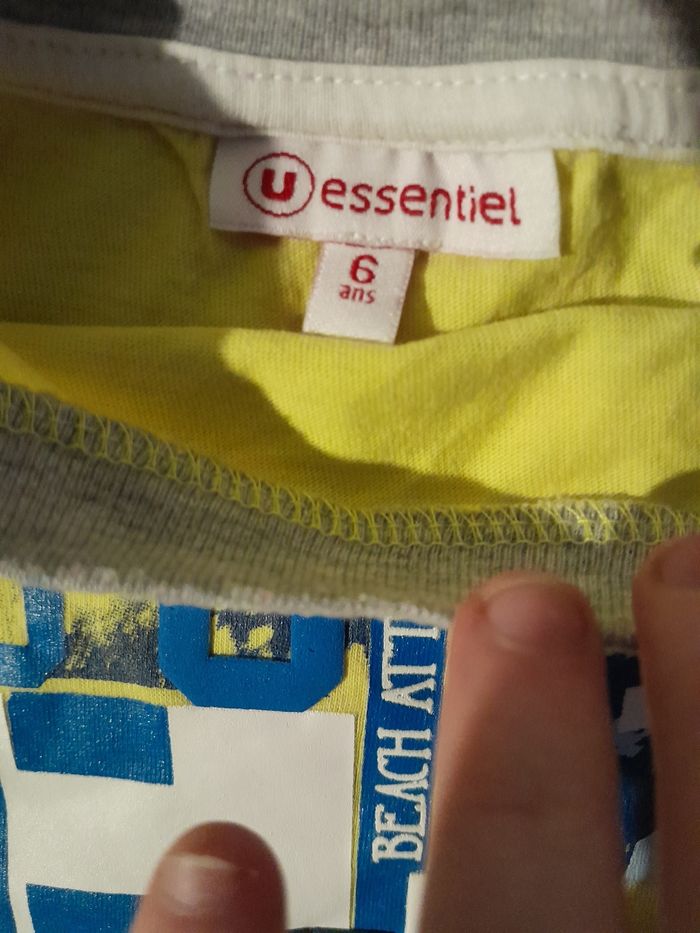 U essentiel
6
ans
BEACH ATT